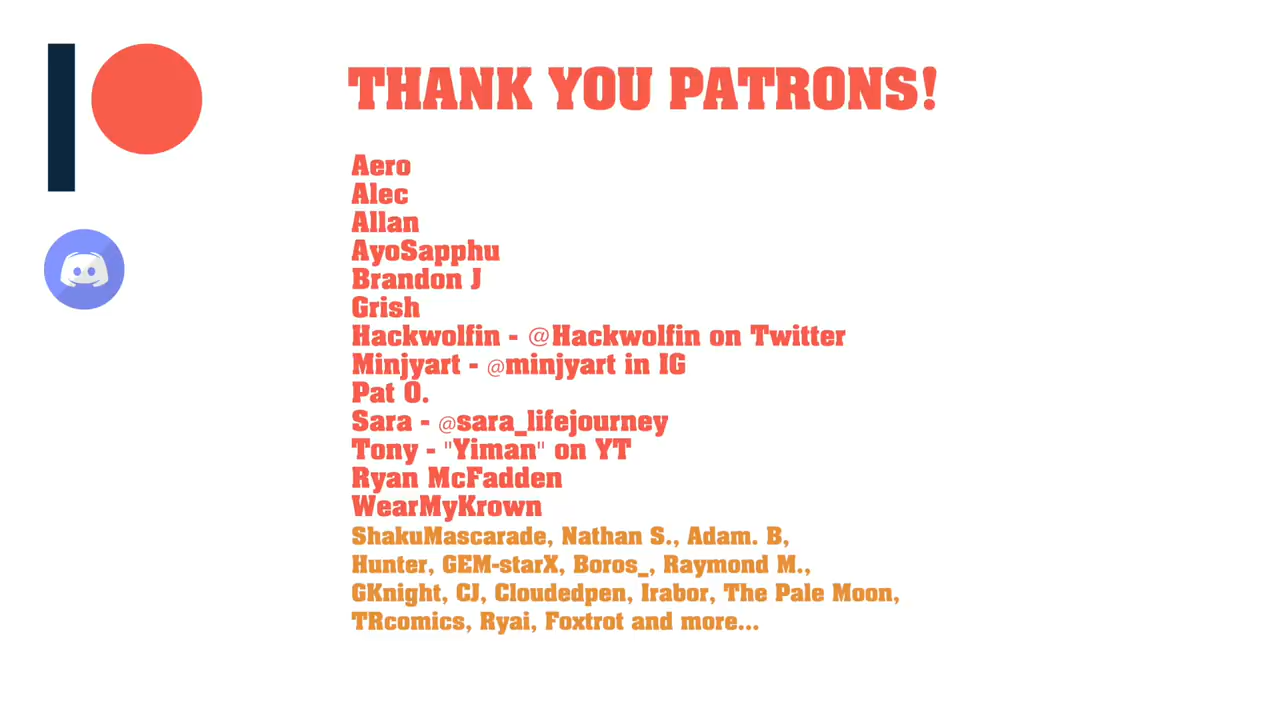 THANK YOU PATRONS!
Aero
Alec
Allan
AyoSapphu
Brandon J
Grish
Hackwolfin - @Hackwolfin on Twitter
Minjyart - @minjyart in IG
Pat O.
Sara - @sara_lifejourney
Tony - "Yiman" on YT
Ryan McFadden
WearMyKrown
ShakuMascarade, Nathan S., Adam. B,
Hunter, GEM-starX, Boros_, Raymond M.,
GKnight, CJ, Cloudedpen, Irabor, The Pale Moon,
TRcomics, Ryai, Foxtrot and more...